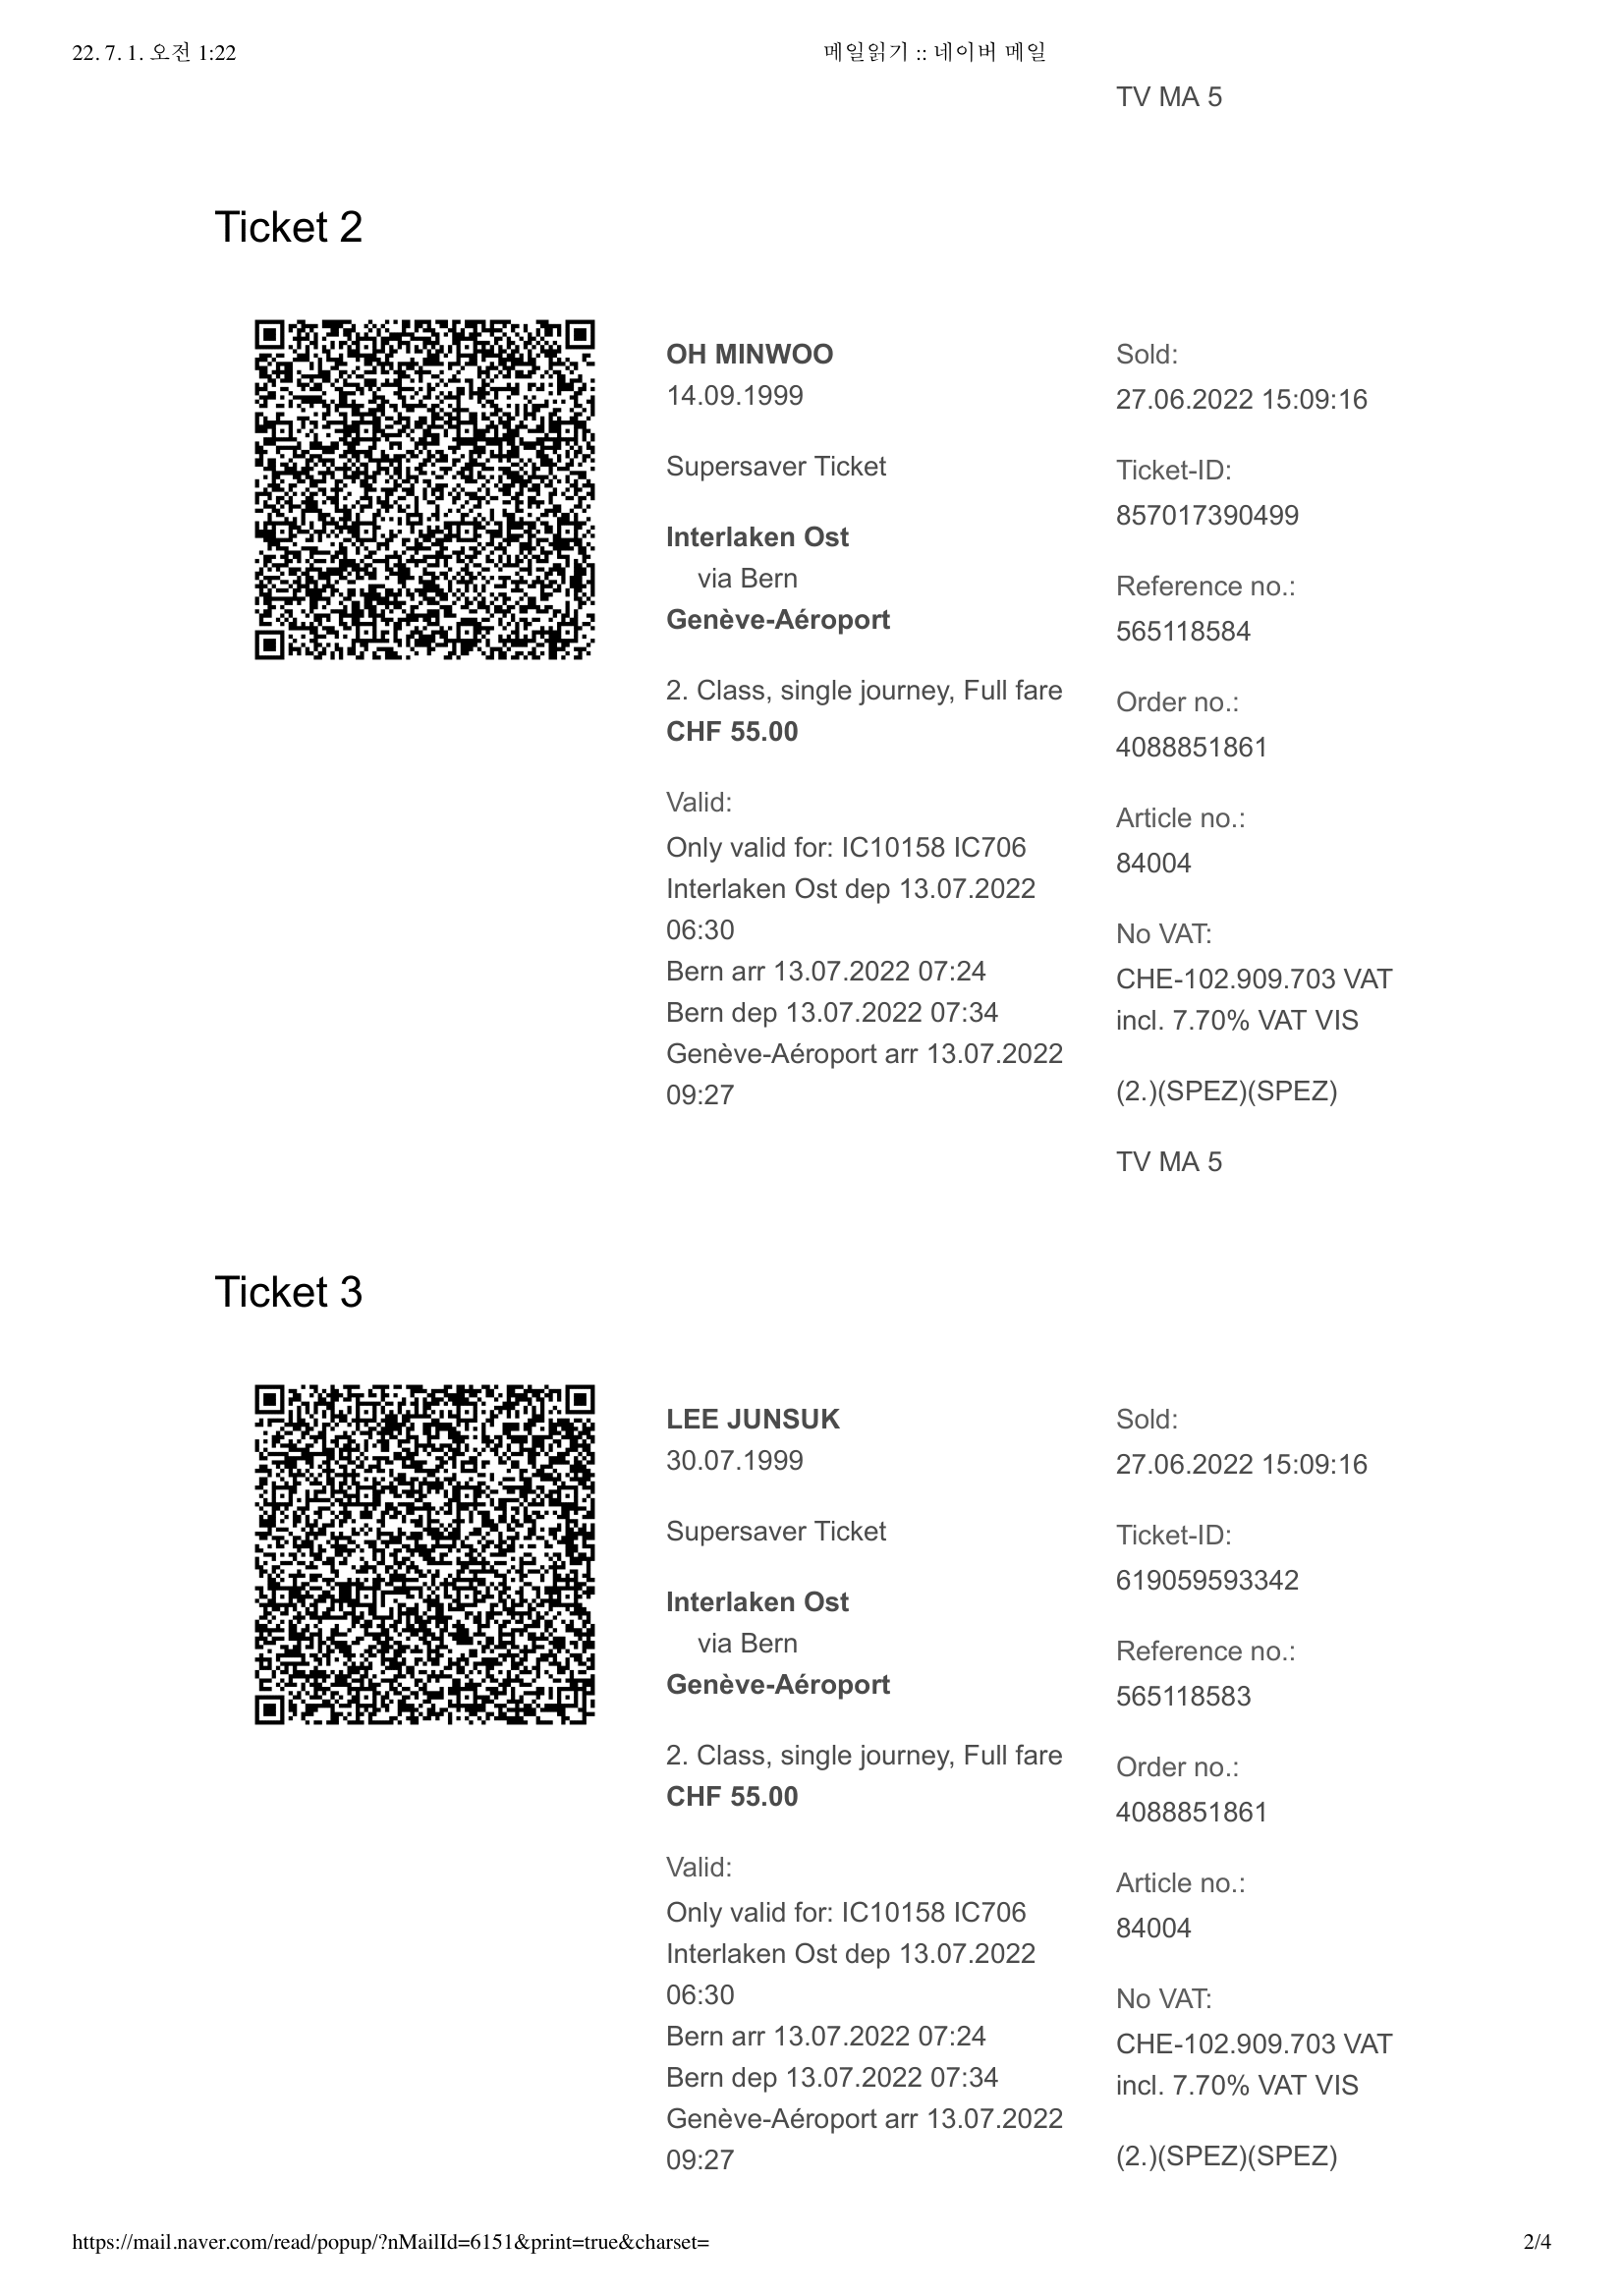 22. 7. 1. 오전 1:22
메일읽기 :: 네이버 메일
TV MA 5
Ticket 2
OH MINWOO
14.09.1999
Supersaver Ticket
Interlaken Ost
via Bern
Genève-Aéroport
2. Class, single journey, Full fare
CHF 55.00
Valid:
Only valid for: IC10158 IC706
Interlaken Ost dep 13.07.2022
06:30
Bern arr 13.07.2022 07:24
Bern dep 13.07.2022 07:34
Genève-Aéroport arr 13.07.2022
09:27
Sold:
27.06.2022 15:09:16
Ticket-ID:
857017390499
Reference no.:
565118584
Order no.:
4088851861
Article no.:
84004
No VAT:
CHE-102.909.703 VAT
incl. 7.70% VAT VIS
(2.)(SPEZ)(SPEZ)
TV MA 5
Ticket 3
LEE JUNSUK
30.07.1999
Supersaver Ticket
Interlaken Ost
via Bern
Genève-Aéroport
2. Class, single journey, Full fare
CHF 55.00
Valid:
Only valid for: IC10158 IC706
Interlaken Ost dep 13.07.2022
06:30
Bern arr 13.07.2022 07:24
Bern dep 13.07.2022 07:34
Genève-Aéroport arr 13.07.2022
09:27
Sold:
27.06.2022 15:09:16
Ticket-ID:
619059593342
Reference no.:
565118583
Order no.:
4088851861
Article no.:
84004
No VAT:
CHE-102.909.703 VAT
incl. 7.70% VAT VIS
(2.)(SPEZ)(SPEZ)
https://mail.naver.com/read/popup/?nMailId=6151&print=true&charset=
2/4